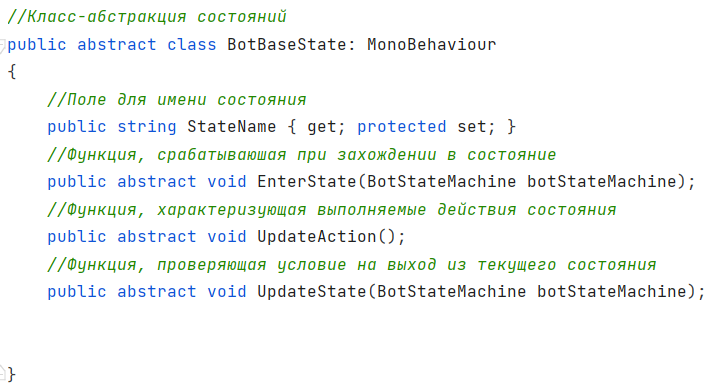 //Класс-абстракция состояний
public abstract class BotBaseState: MonoBehaviour
{
//Поле для имени состояния
public string StateName { get; protected set; }
//Функция, срабатываюшая при захождении в состояние
public abstract void EnterState(BotStateMachine botStateMachine);
//Функция, характеризующая выполняемые действия состояния
public abstract void UpdateAction();
//Функция, проверяющая условие на выход из текущего состояния
public abstract void UpdateState(BotStateMachine botStateMachine);
}